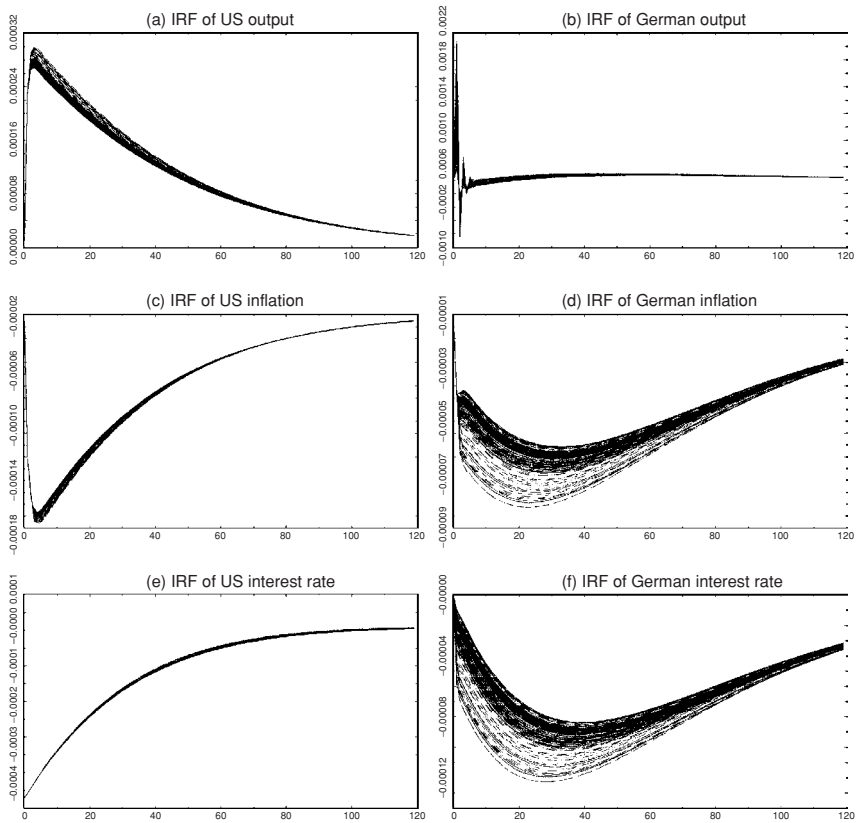 (a) IRF of US output
0.00032
0.00024
0.00016
0.00008
0.00000
0 20 40 60 80 100 120
(b) IRF of German output
0.0022
0.0018
0.0014
0.0010
0.0006
0.0002
−0.0002
−0.0006
−0.0010
0 20 40 60 80 100 120
(c) IRF of US inflation
−0.00002
−0.00006
−0.00010
−0.00014
−0.00018
0 20 40 60 80 100 120
(d) IRF of German inflation
−0.00001
−0.00003
−0.00005
−0.00007
−0.00009
0 20 40 60 80 100 120
(e) IRF of US interest rate
0.0001
−0.0000
−0.0001
−0.0002
−0.0003
−0.0004
0 20 40 60 80 100 120
(f) IRF of German interest rate
−0.00000
−0.00004
−0.00008
−0.00012
0 20 40 60 80 100 120